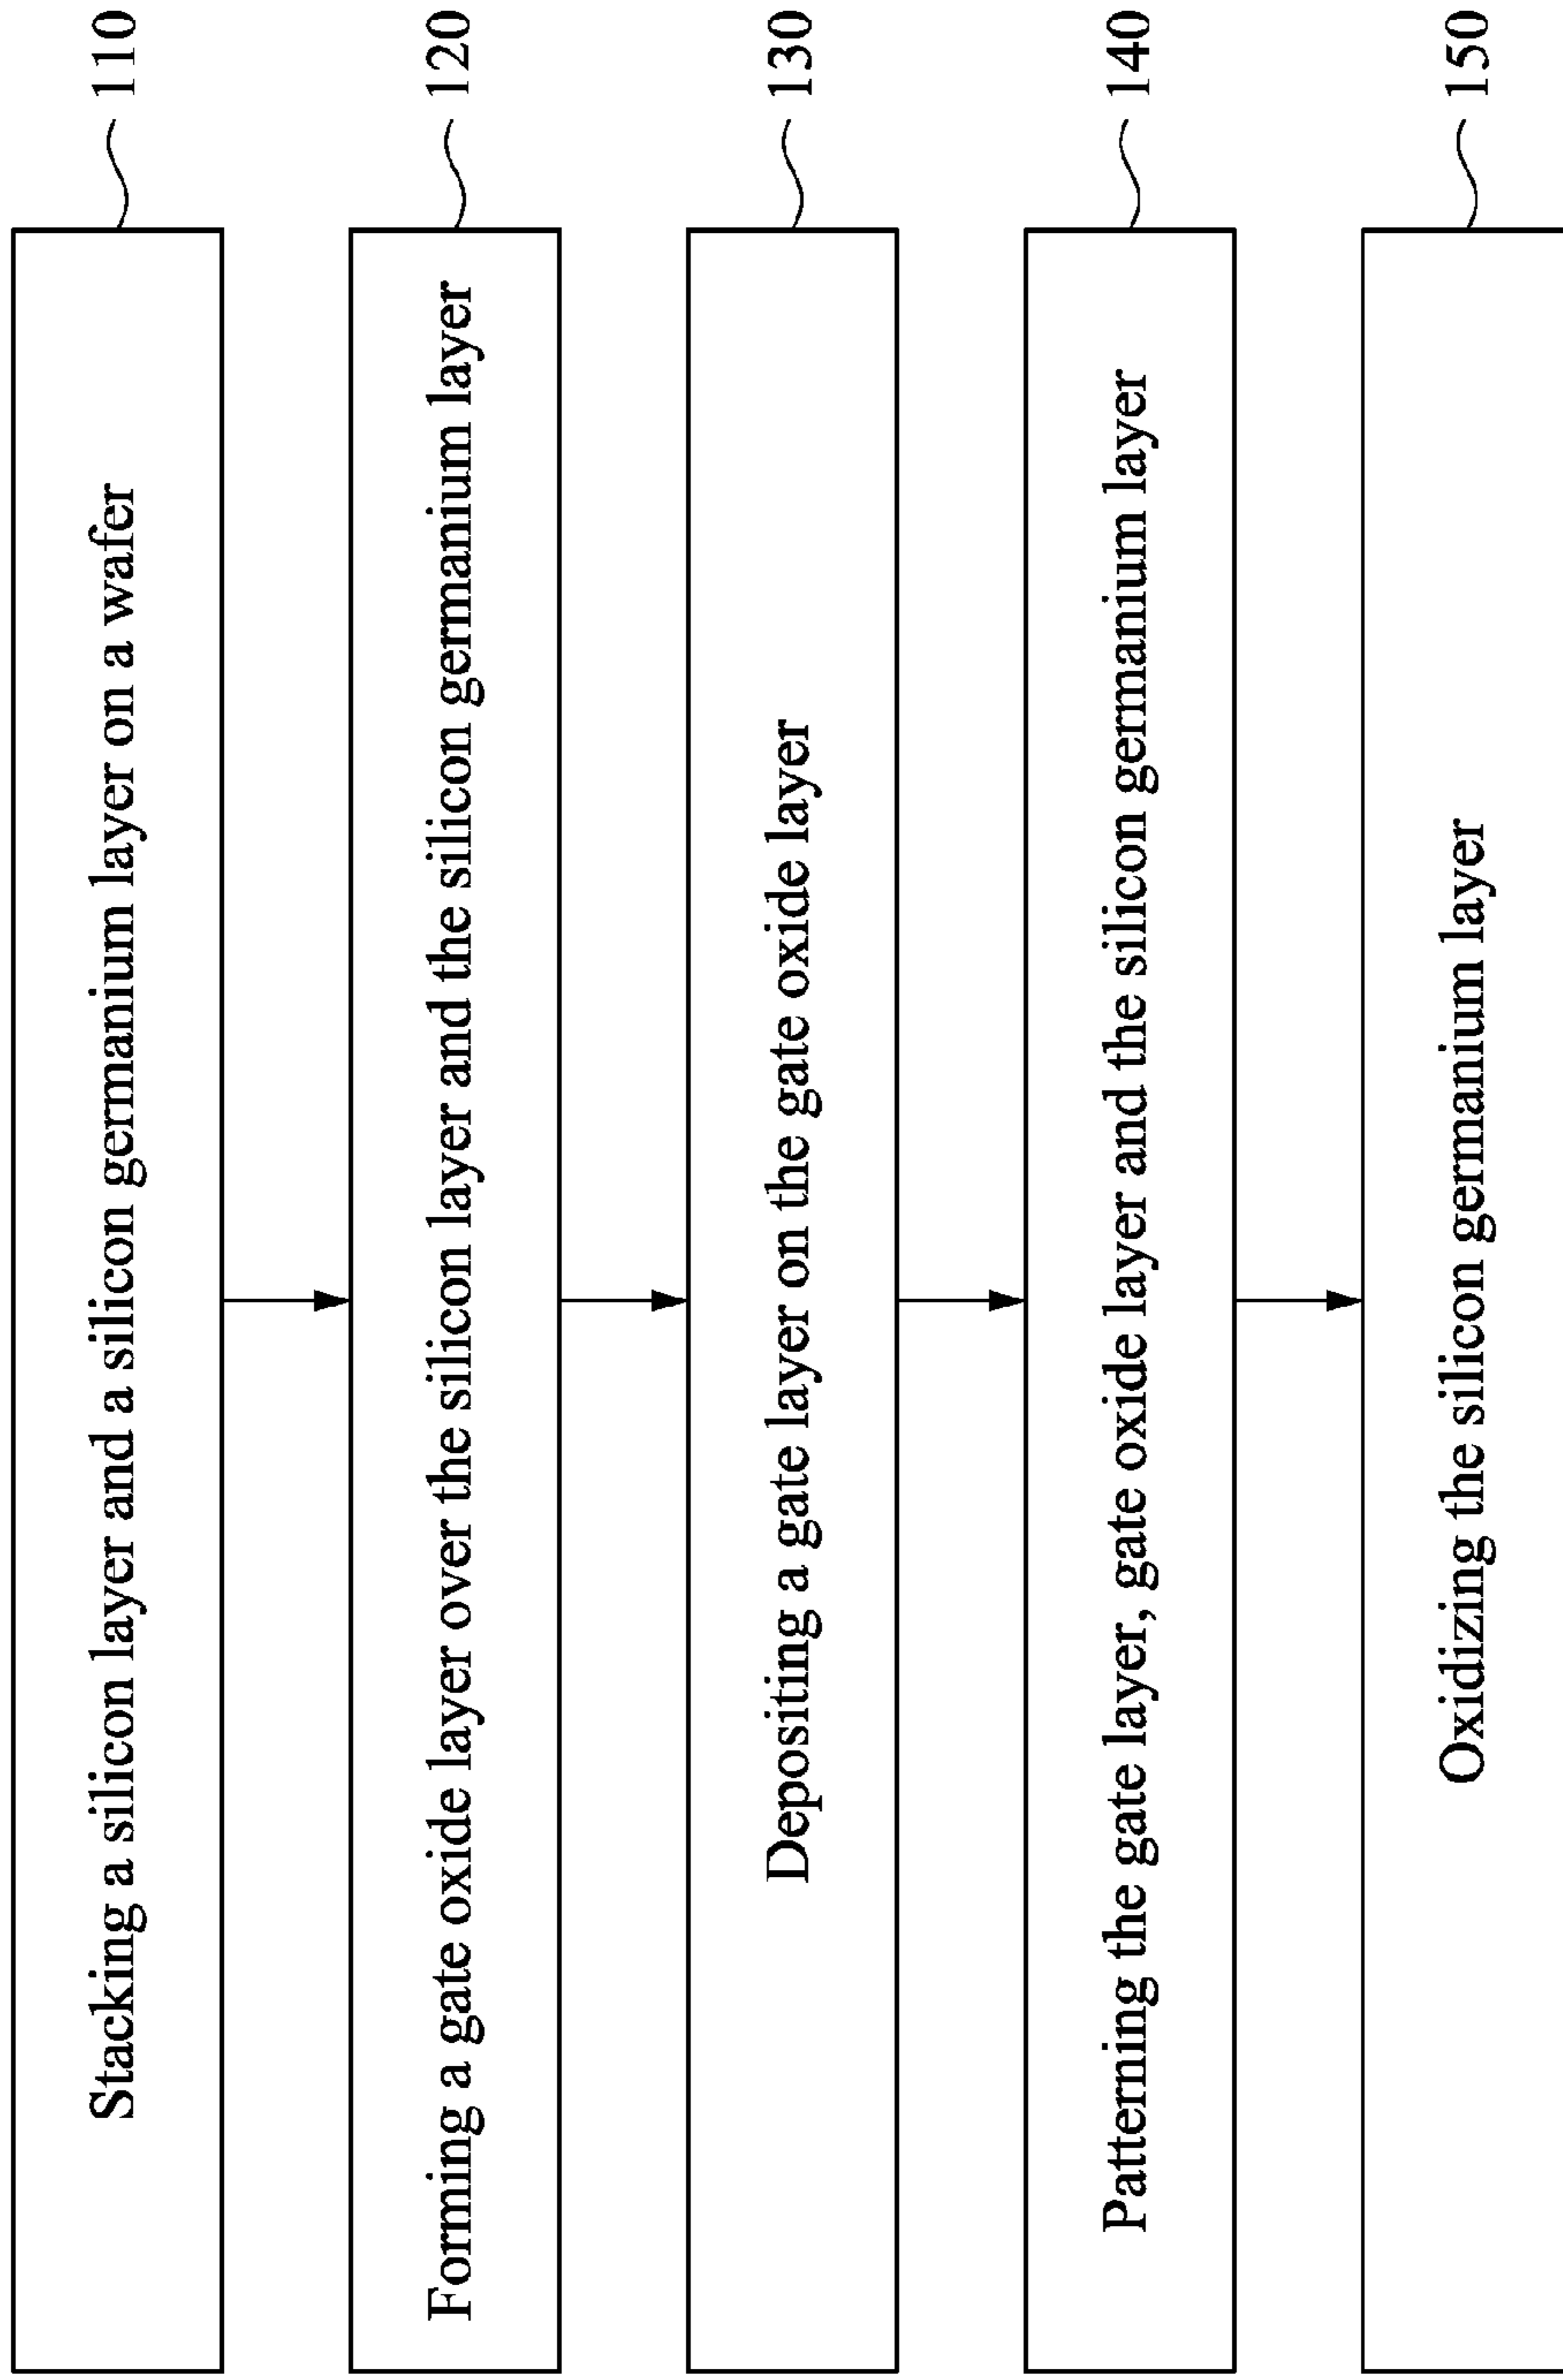 Stacking a silicon layer and a silicon germanium layer on a wafer
110
Forming a gate oxide layer over the silicon layer and the silicon germanium layer
120
Depositing a gate layer on the gate oxide layer
130
Patterning the gate layer, gate oxide layer and the silicon germanium layer
140
Oxidizing the silicon germanium layer
150